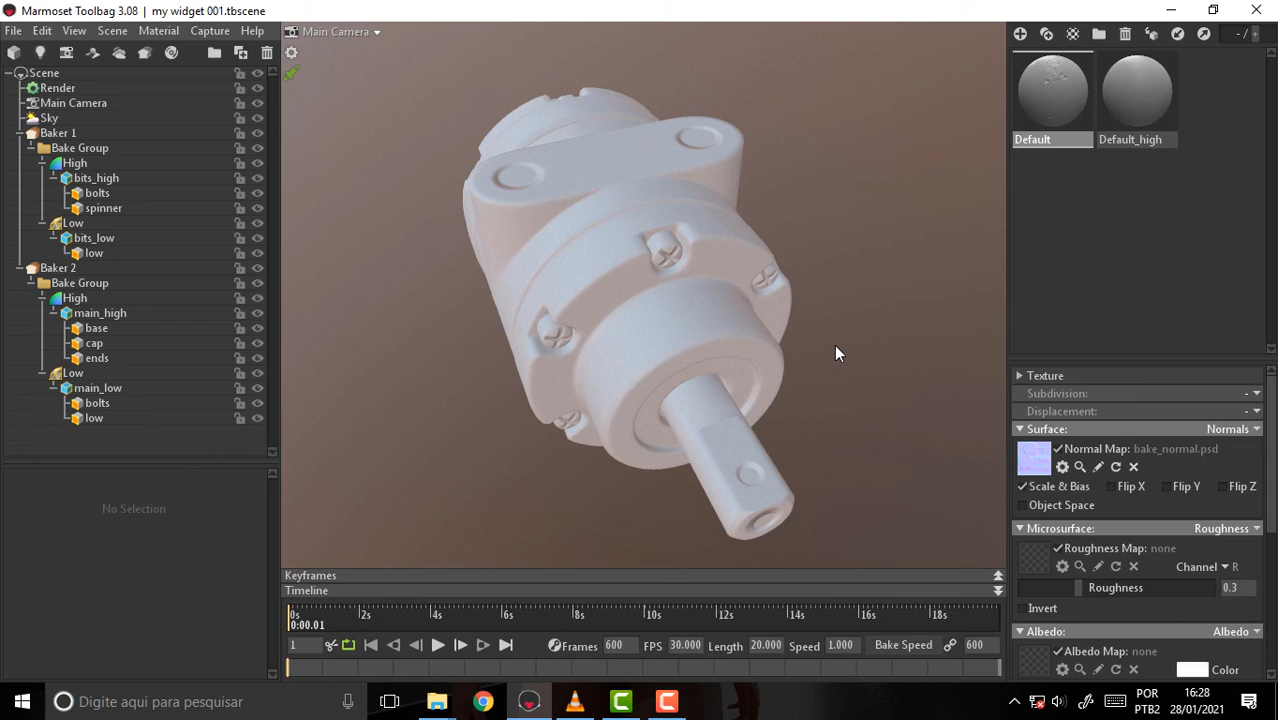 Marmoset Toolbag 3.08 | my widget 001.tbscene
File Edit View Scene Material Capture Help
Main Camera
- / +
Scene
Render
Main Camera
Sky
Baker 1
Bake Group
High
bits_high
bolts
spinner
Low
bits_low
low
Baker 2
Bake Group
High
main_high
base
cap
ends
Low
main_low
bolts
low
No Selection
Default Default_high
Texture
Subdivision: -
Displacement: -
Surface: Normals
Normal Map: bake_normal.psd
Scale & Bias Flip X Flip Y Flip Z
Object Space
Microsurface: Roughness
Roughness Map: none
Channel R
Roughness 0.3
Invert
Albedo: Albedo
Albedo Map: none
Color
Keyframes
Timeline
0s 2s 4s 6s 8s 10s 12s 14s 16s 18s
0:00.01
1 Frames 600 FPS 30.000 Length 20.000 Speed 1.000 Bake Speed 600
Digite aqui para pesquisar
POR
PTB2
16:28
28/01/2021